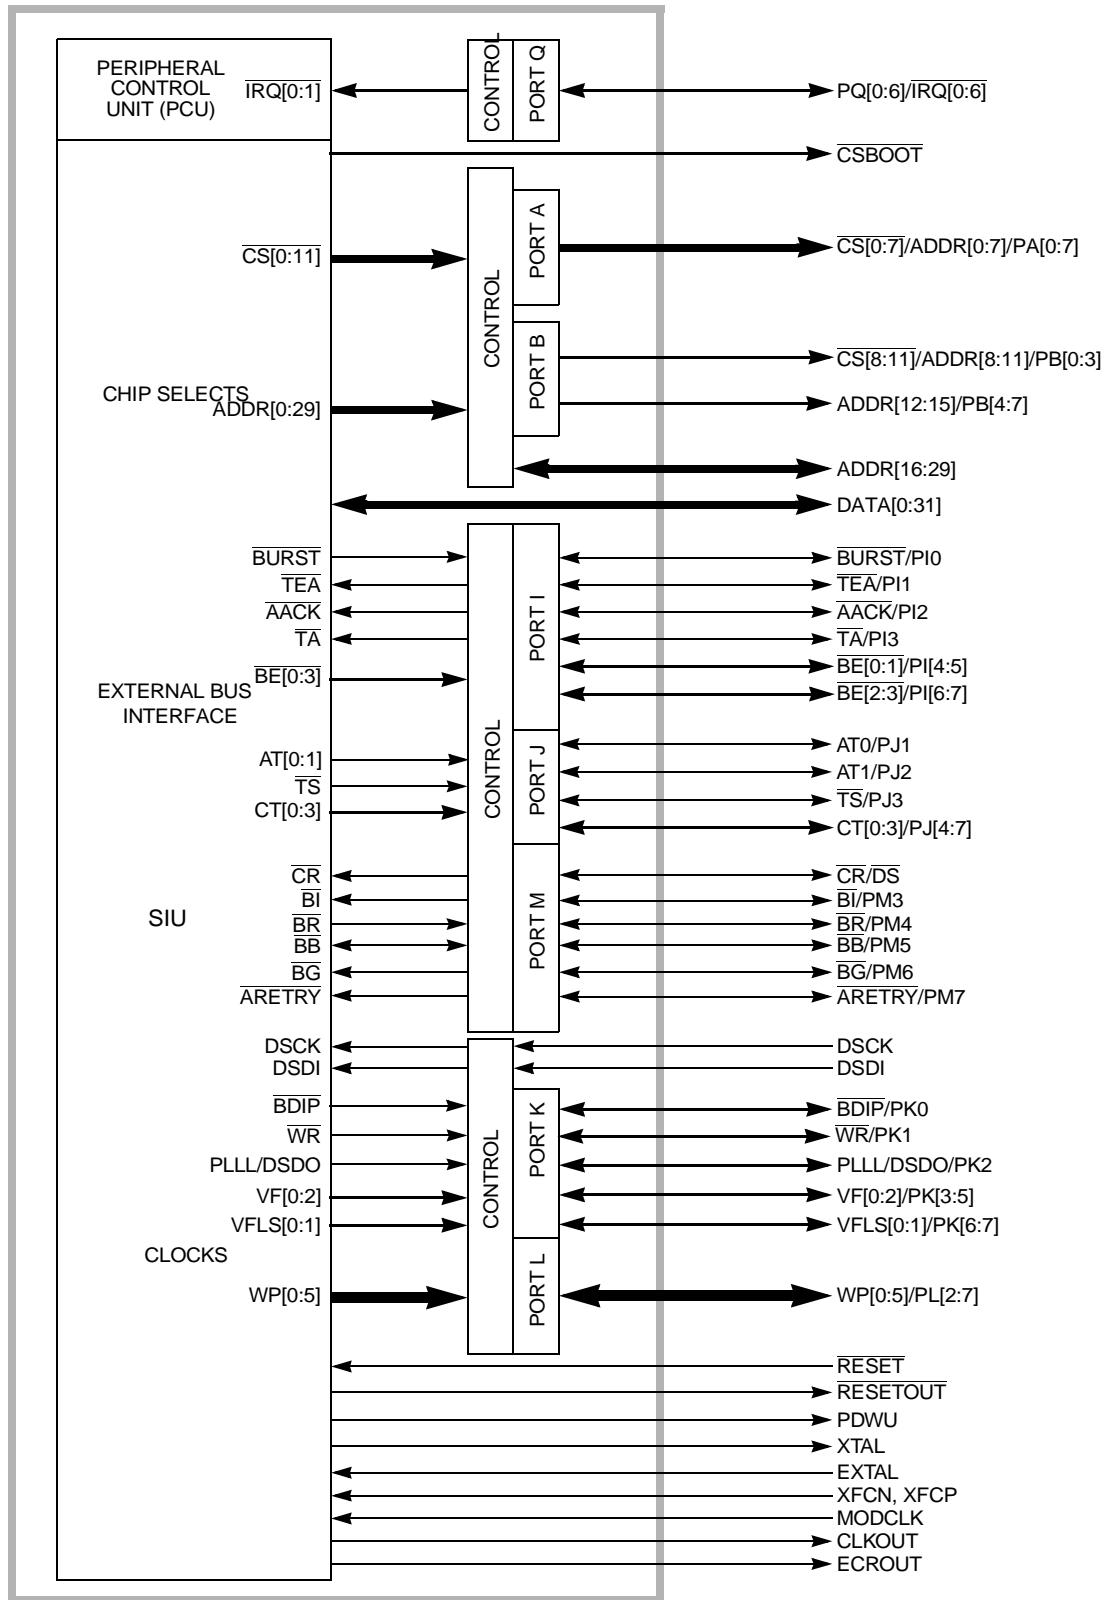 PERIPHERAL
CONTROL
UNIT (PCU)
IRQ[0:1]
CONTROL
PORT Q
PQ[0:6]/IRQ[0:6]
CSBOOT
CS[0:11]
CONTROL
PORT A
CS[0:7]/ADDR[0:7]/PA[0:7]
PORT B
CS[8:11]/ADDR[8:11]/PB[0:3]
CHIP SELECTS
ADDR[0:29]
ADDR[12:15]/PB[4:7]
ADDR[16:29]
DATA[0:31]
BURST
TEA
AACK
TA
BE[0:3]
EXTERNAL BUS
INTERFACE
AT[0:1]
TS
CT[0:3]
CR
BI
SIU
BR
BB
BG
ARETRY
CONTROL
PORT I
PORT J
PORT M
BURST/PI0
TEA/PI1
AACK/PI2
TA/PI3
BE[0:1]/PI[4:5]
BE[2:3]/PI[6:7]
AT0/PJ1
AT1/PJ2
TS/PJ3
CT[0:3]/PJ[4:7]
CR/DS
BI/PM3
BR/PM4
BB/PM5
BG/PM6
ARETRY/PM7
DSCK
DSDI
BDIP
WR
PLLL/DSDO
VF[0:2]
VFLS[0:1]
CLOCKS
WP[0:5]
CONTROL
PORT K
PORT L
DSCK
DSDI
BDIP/PK0
WR/PK1
PLLL/DSDO/PK2
VF[0:2]/PK[3:5]
VFLS[0:1]/PK[6:7]
WP[0:5]/PL[2:7]
RESET
RESETOUT
PDWU
XTAL
EXTAL
XFCN, XFCP
MODCLK
CLKOUT
ECROUT